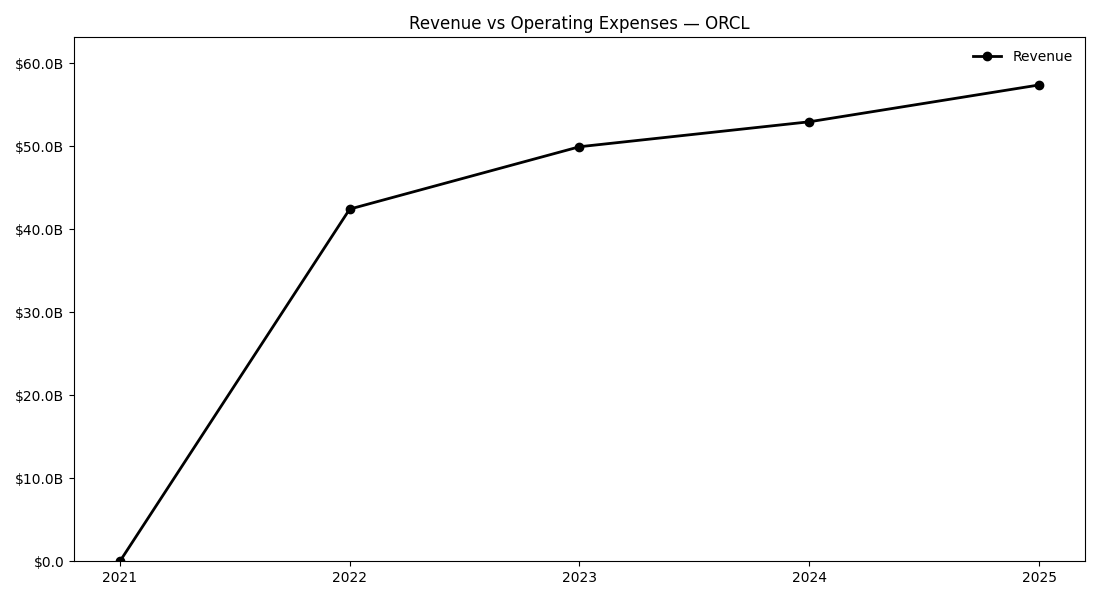 Revenue vs Operating Expenses — ORCL
Revenue
$60.0B
$50.0B
$40.0B
$30.0B
$20.0B
$10.0B
$0.0
2021 2022 2023 2024 2025